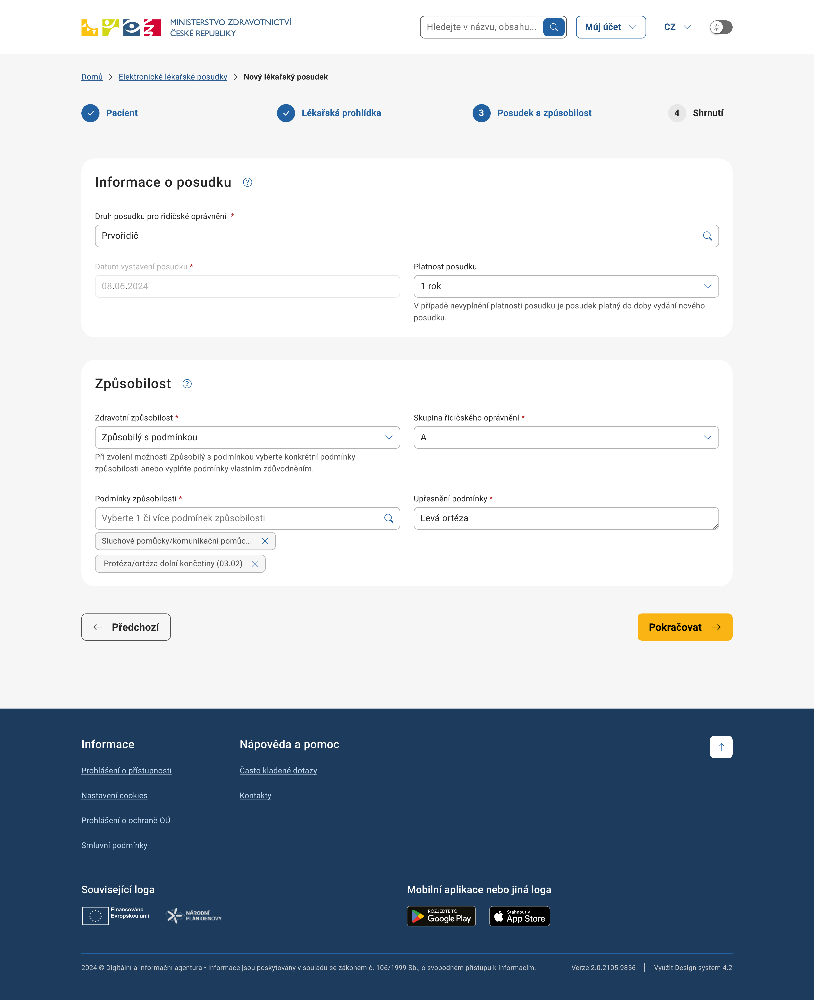 MINISTERSTVO ZDRAVOTNICTVÍ
ČESKÉ REPUBLIKY
Hledejte v názvu, obsahu...
Můj účet
CZ
Domů
Elektronické lékařské posudky
Nový lékařský posudek
Pacient
Lékařská prohlídka
3 Posudek a způsobilost
4 Shrnutí
Informace o posudku
Druh posudku pro řidičské oprávnění *
Prvořidič
Datum vystavení posudku *
08.06.2024
Platnost posudku
1 rok
V případě nevyplnění platnosti posudku je posudek platný do doby vydání nového
posudku.
Způsobilost
Zdravotní způsobilost *
Způsobilý s podmínkou
Při zvolení možnosti Způsobilý s podmínkou vyberte konkrétní podmínky
způsobilosti anebo vyplňte podmínky vlastním zdůvodněním.
Skupina řidičského oprávnění *
A
Podmínky způsobilosti *
Vyberte 1 či více podmínek způsobilosti
Sluchové pomůcky/komunikační pomůc...
Protéza/ortéza dolní končetiny (03.02)
Upřesnění podmínky *
Levá ortéza
Předchozí
Pokračovat
Informace
Prohlášení o přístupnosti
Nastavení cookies
Prohlášení o ochraně OÚ
Smluvní podmínky
Nápověda a pomoc
Často kladené dotazy
Kontakty
Související loga
Financováno
Evropskou unií
NÁRODNÍ
PLÁN OBNOVY
Mobilní aplikace nebo jiná loga
ROZJEĎTE TO
Google Play
Stáhnout v
App Store
2024 © Digitální a informační agentura • Informace jsou poskytovány v souladu se zákonem č. 106/1999 Sb., o svobodném přístupu k informacím.
Verze 2.0.2105.9856
Využit Design system 4.2